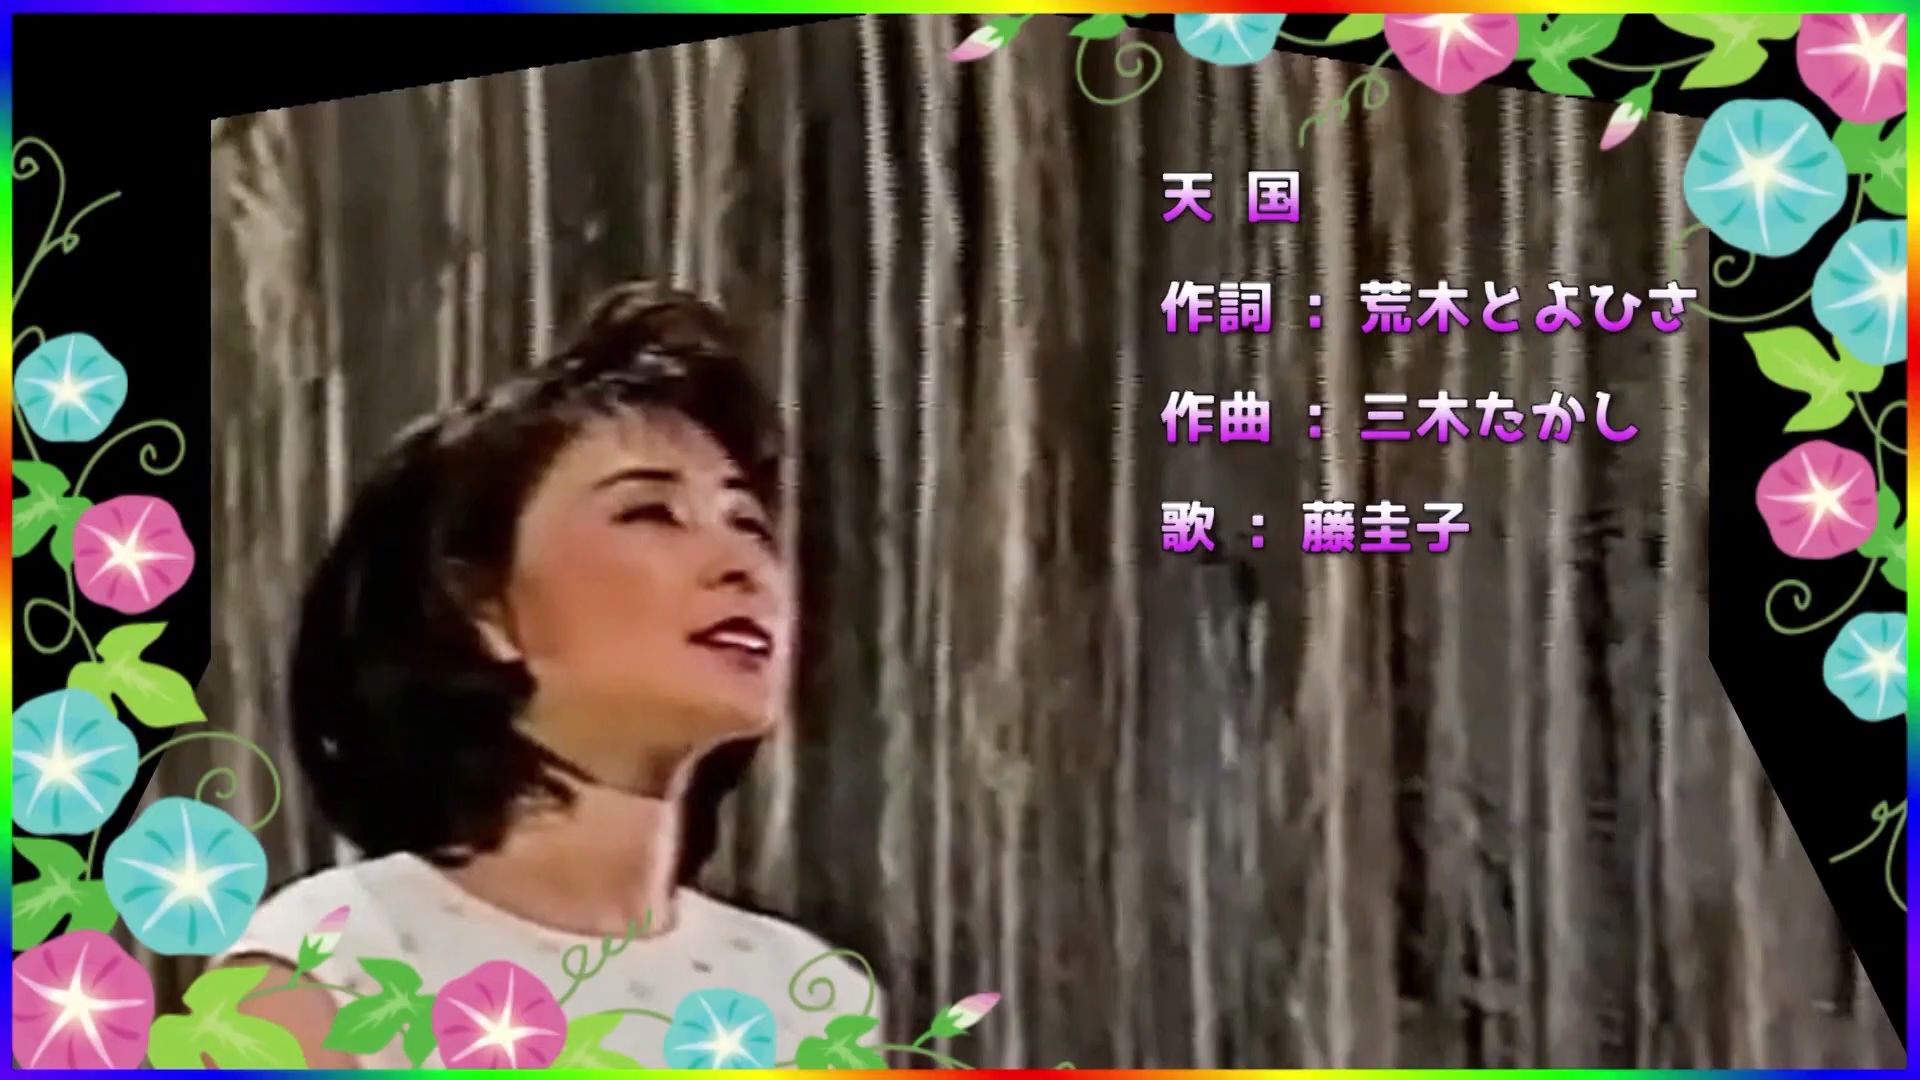 天 国
作詞 : 荒木とよひさ
作曲 : 三木たかし
歌 : 藤圭子